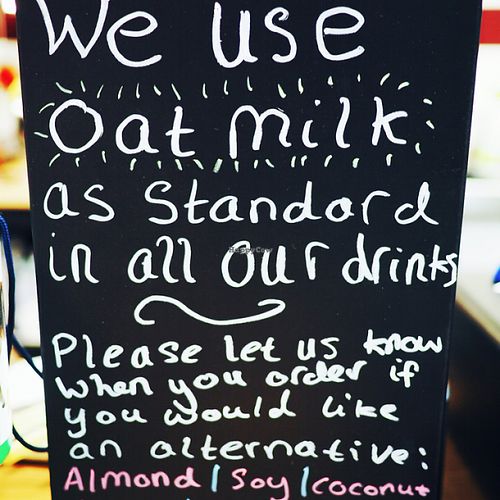 We use
Oat milk
as Standard
in all our drinks
Please let us know
when you order if
you would like
an alternative:
Almond | Soy | coconut
HappyCow